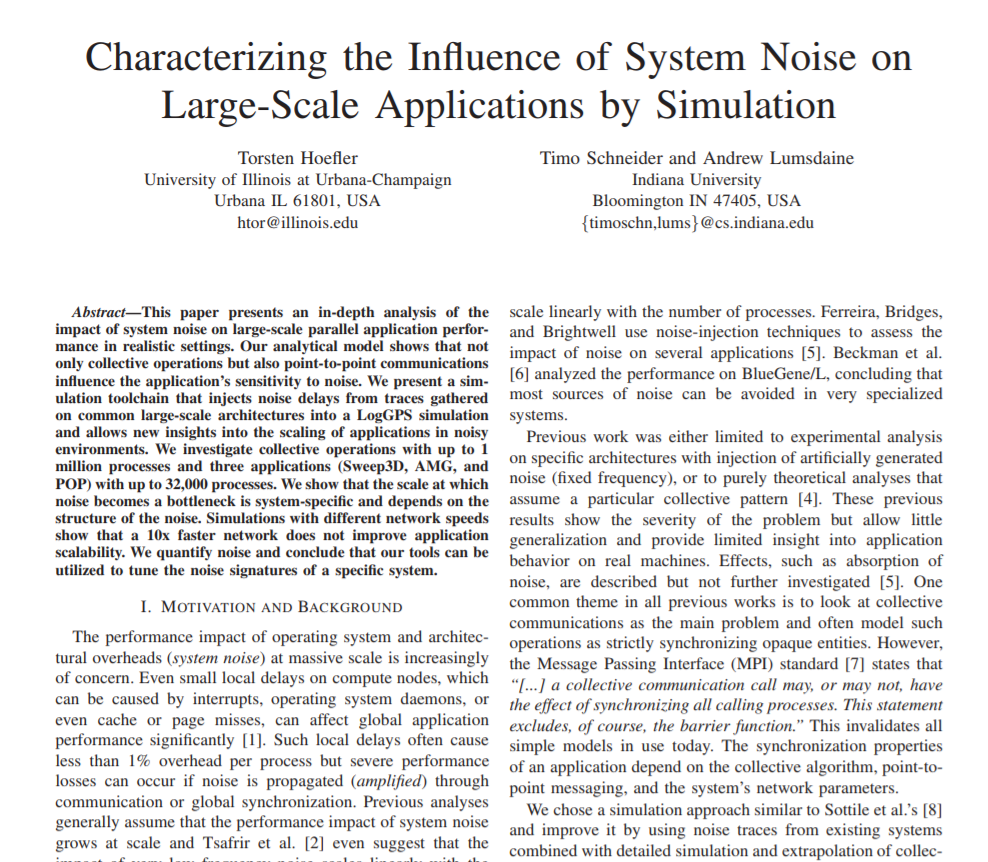 Characterizing the Influence of System Noise on
Large-Scale Applications by Simulation
Torsten Hoefler
University of Illinois at Urbana-Champaign
Urbana IL 61801, USA
htor@illinois.edu
Timo Schneider and Andrew Lumsdaine
Indiana University
Bloomington IN 47405, USA
{timoschn,lums}@cs.indiana.edu
Abstract—This paper presents an in-depth analysis of the
impact of system noise on large-scale parallel application perfor-
mance in realistic settings. Our analytical model shows that not
only collective operations but also point-to-point communications
influence the application's sensitivity to noise. We present a sim-
ulation toolchain that injects noise delays from traces gathered
on common large-scale architectures into a LogGPS simulation
and allows new insights into the scaling of applications in noisy
environments. We investigate collective operations with up to 1
million processes and three applications (Sweep3D, AMG, and
POP) with up to 32,000 processes. We show that the scale at which
noise becomes a bottleneck is system-specific and depends on the
structure of the noise. Simulations with different network speeds
show that a 10x faster network does not improve application
scalability. We quantify noise and conclude that our tools can be
utilized to tune the noise signatures of a specific system.
I. MOTIVATION AND BACKGROUND
The performance impact of operating system and architec-
tural overheads (system noise) at massive scale is increasingly
of concern. Even small local delays on compute nodes, which
can be caused by interrupts, operating system daemons, or
even cache or page misses, can affect global application
performance significantly [1]. Such local delays often cause
less than 1% overhead per process but severe performance
losses can occur if noise is propagated (amplified) through
communication or global synchronization. Previous analyses
generally assume that the performance impact of system noise
grows at scale and Tsafrir et al. [2] even suggest that the
impact of very low frequency noise scales linearly with the
scale linearly with the number of processes. Ferreira, Bridges,
and Brightwell use noise-injection techniques to assess the
impact of noise on several applications [5]. Beckman et al.
[6] analyzed the performance on BlueGene/L, concluding that
most sources of noise can be avoided in very specialized
systems.
Previous work was either limited to experimental analysis
on specific architectures with injection of artificially generated
noise (fixed frequency), or to purely theoretical analyses that
assume a particular collective pattern [4]. These previous
results show the severity of the problem but allow little
generalization and provide limited insight into application
behavior on real machines. Effects, such as absorption of
noise, are described but not further investigated [5]. One
common theme in all previous works is to look at collective
communications as the main problem and often model such
operations as strictly synchronizing opaque entities. However,
the Message Passing Interface (MPI) standard [7] states that
"[...] a collective communication call may, or may not, have
the effect of synchronizing all calling processes. This statement
excludes, of course, the barrier function." This invalidates all
simple models in use today. The synchronization properties
of an application depend on the collective algorithm, point-to-
point messaging, and the system's network parameters.
We chose a simulation approach similar to Sottile et al.'s [8]
and improve it by using noise traces from existing systems
combined with detailed simulation and extrapolation of collec-